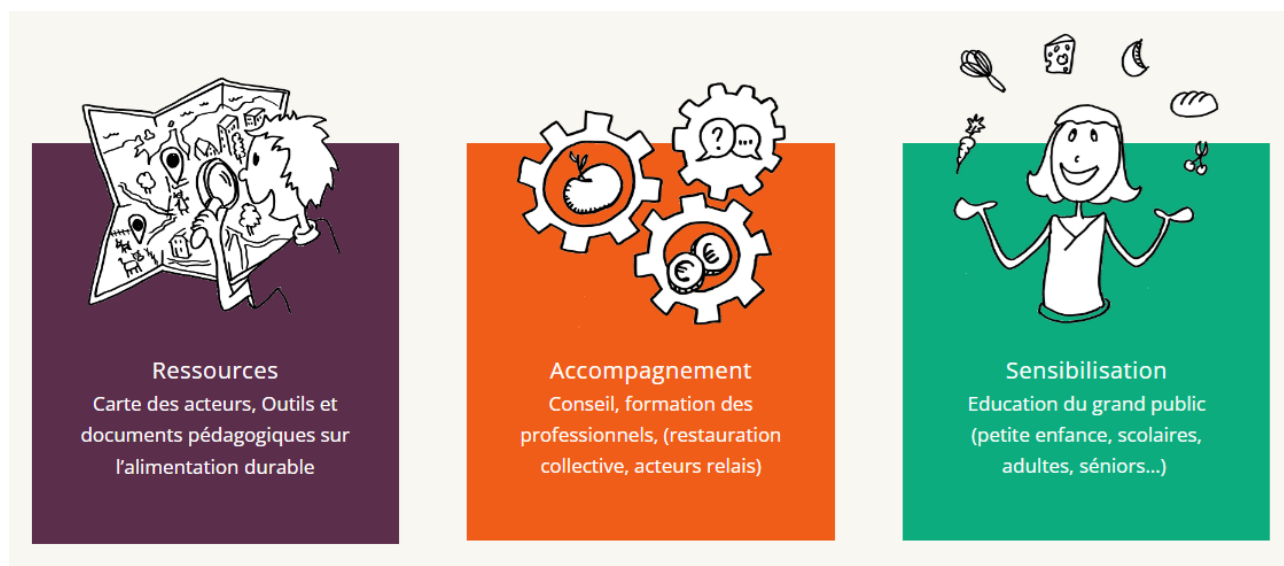 Ressources
Carte des acteurs, Outils et
documents pédagogiques sur
l'alimentation durable
Accompagnement
Conseil, formation des
professionnels, (restauration
collective, acteurs relais)
Sensibilisation
Education du grand public
(petite enfance, scolaires,
adultes, séniors...)